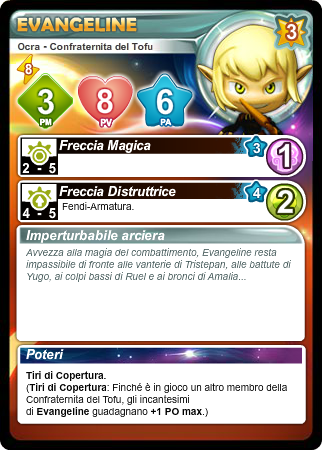 EVANGELINE
3
Ocra - Confraternita del Tofu
8
3
PM
8
PV
6
PA
Freccia Magica
3
1
2 - 5
Freccia Distruttrice
4
2
4 - 5
Fendi-Armatura.
Imperturbabile arciera
Avvezza alla magia del combattimento, Evangeline resta
impassibile di fronte alle vanterie di Tristepan, alle battute di
Yugo, ai colpi bassi di Ruel e ai bronci di Amalia...
Poteri
Tiri di Copertura.
(Tiri di Copertura: Finché è in gioco un altro membro della
Confraternita del Tofu, gli incantesimi
di Evangeline guadagnano +1 PO max.)